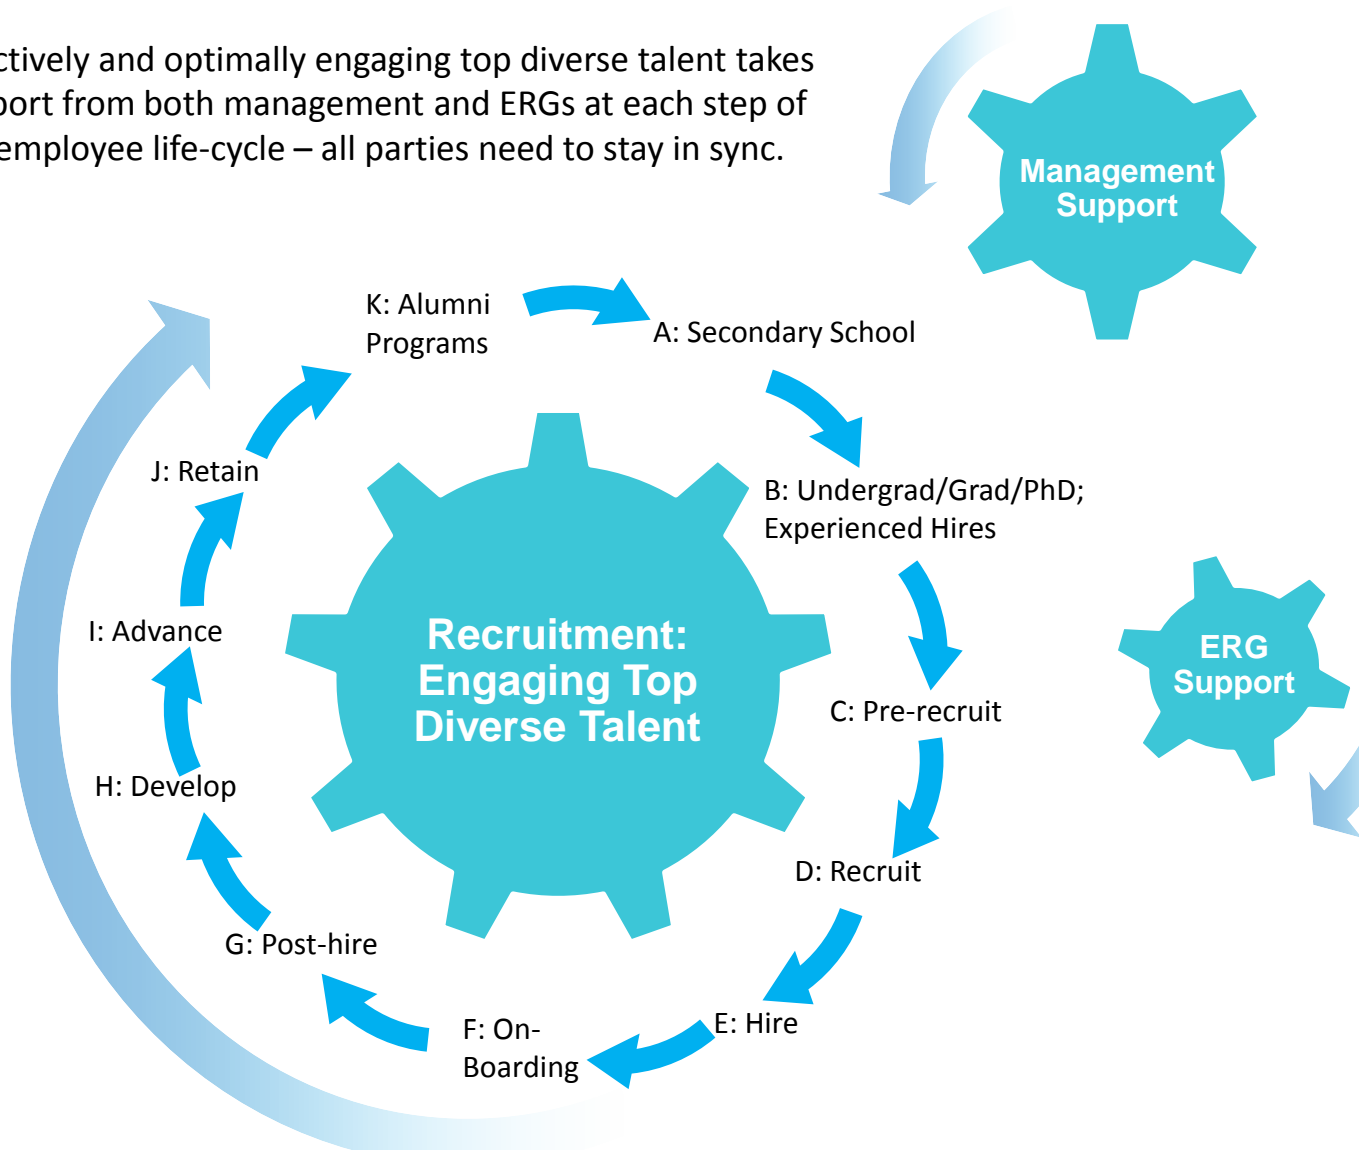 ctively and optimally engaging top diverse talent takes
port from both management and ERGs at each step of
employee life-cycle – all parties need to stay in sync.
Management
Support
K: Alumni
Programs
A: Secondary School
J: Retain
B: Undergrad/Grad/PhD;
Experienced Hires
I: Advance
Recruitment:
Engaging Top
Diverse Talent
ERG
Support
C: Pre-recruit
H: Develop
D: Recruit
G: Post-hire
E: Hire
F: On-
Boarding